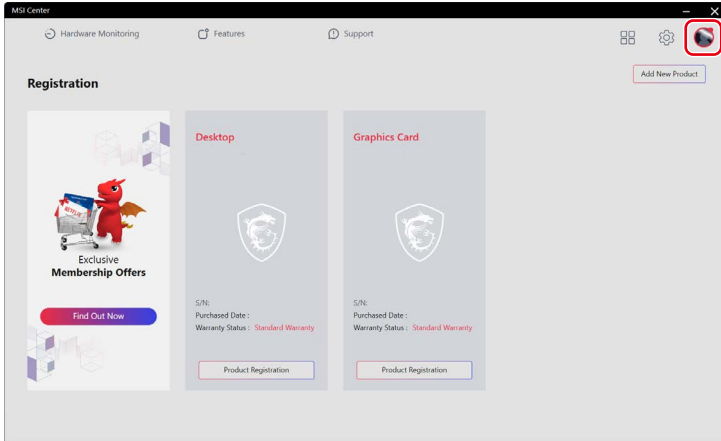 MSI Center
Hardware Monitoring
Features
Support
Registration
Add New Product
Desktop
Graphics Card
NETFLIX
Exclusive
Membership Offers
Find Out Now
S/N:
Purchased Date :
Warranty Status : Standard Warranty
Product Registration
S/N:
Purchased Date :
Warranty Status : Standard Warranty
Product Registration